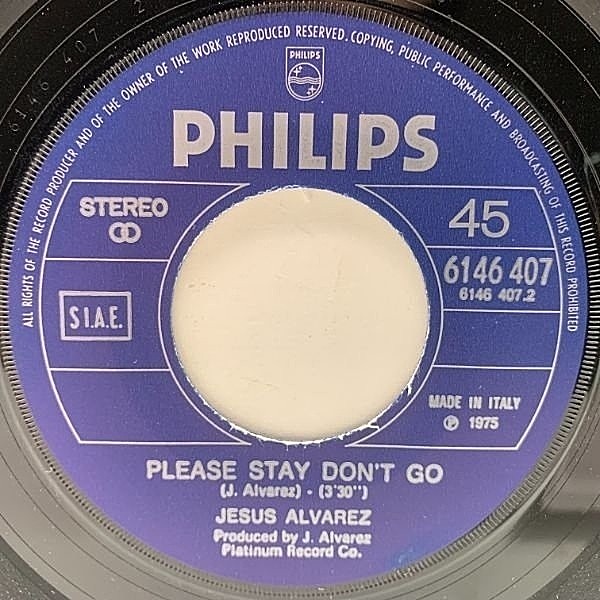 ALL RIGHTS OF THE RECORD PRODUCER AND OF THE OWNER OF THE WORK REPRODUCED RESERVED. COPYING, PUBLIC PERFORMANCE AND BROADCASTING OF THIS RECORD PROHIBITED
PHILIPS
PHILIPS
STEREO
45
6146 407
6146 407.2
S.I.A.E.
MADE IN ITALY
℗ 1975
PLEASE STAY DON'T GO
(J. Alvarez) - (3'30")
JESUS ALVAREZ
Produced by J. Alvarez
Platinum Record Co.